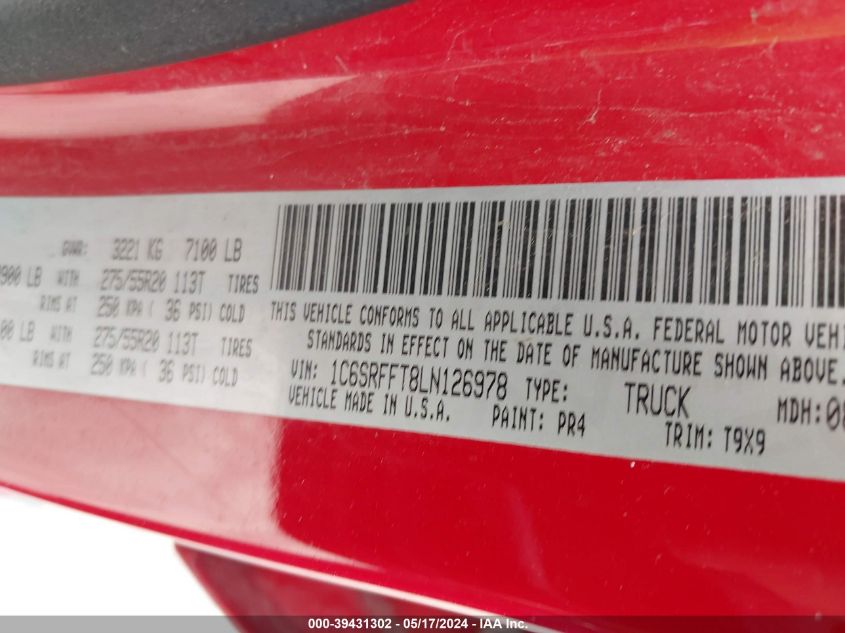 GVWR: 3221 KG 7100 LB
900 LB WITH 275/55R20 113T TIRES
RIMS AT 250 KPA ( 36 PSI) COLD
00 LB WITH 275/55R20 113T TIRES
RIMS AT 250 KPA ( 36 PSI) COLD
THIS VEHICLE CONFORMS TO ALL APPLICABLE U.S.A. FEDERAL MOTOR VEHI
STANDARDS IN EFFECT ON THE DATE OF MANUFACTURE SHOWN ABOVE.
VIN: 1C6SRFFT8LN126978 TYPE: TRUCK MDH: 08
VEHICLE MADE IN U.S.A. PAINT: PR4 TRIM: T9X9
000-39431302 - 05/17/2024 - IAA Inc.